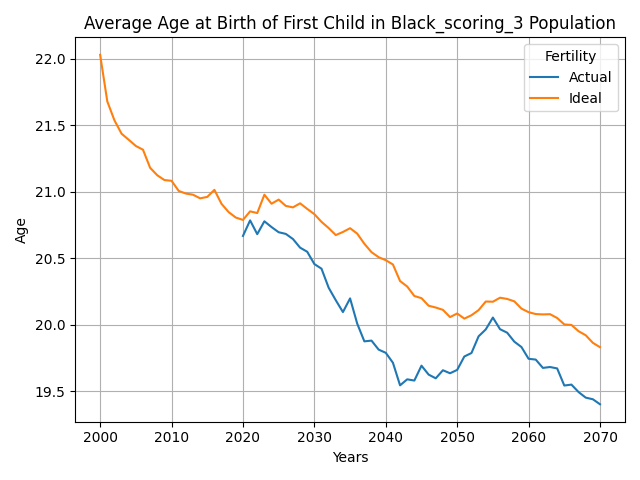 Average Age at Birth of First Child in Black_scoring_3 Population
Fertility
Actual
Ideal
22.0
21.5
21.0
20.5
20.0
19.5
Age
2000 2010 2020 2030 2040 2050 2060 2070
Years